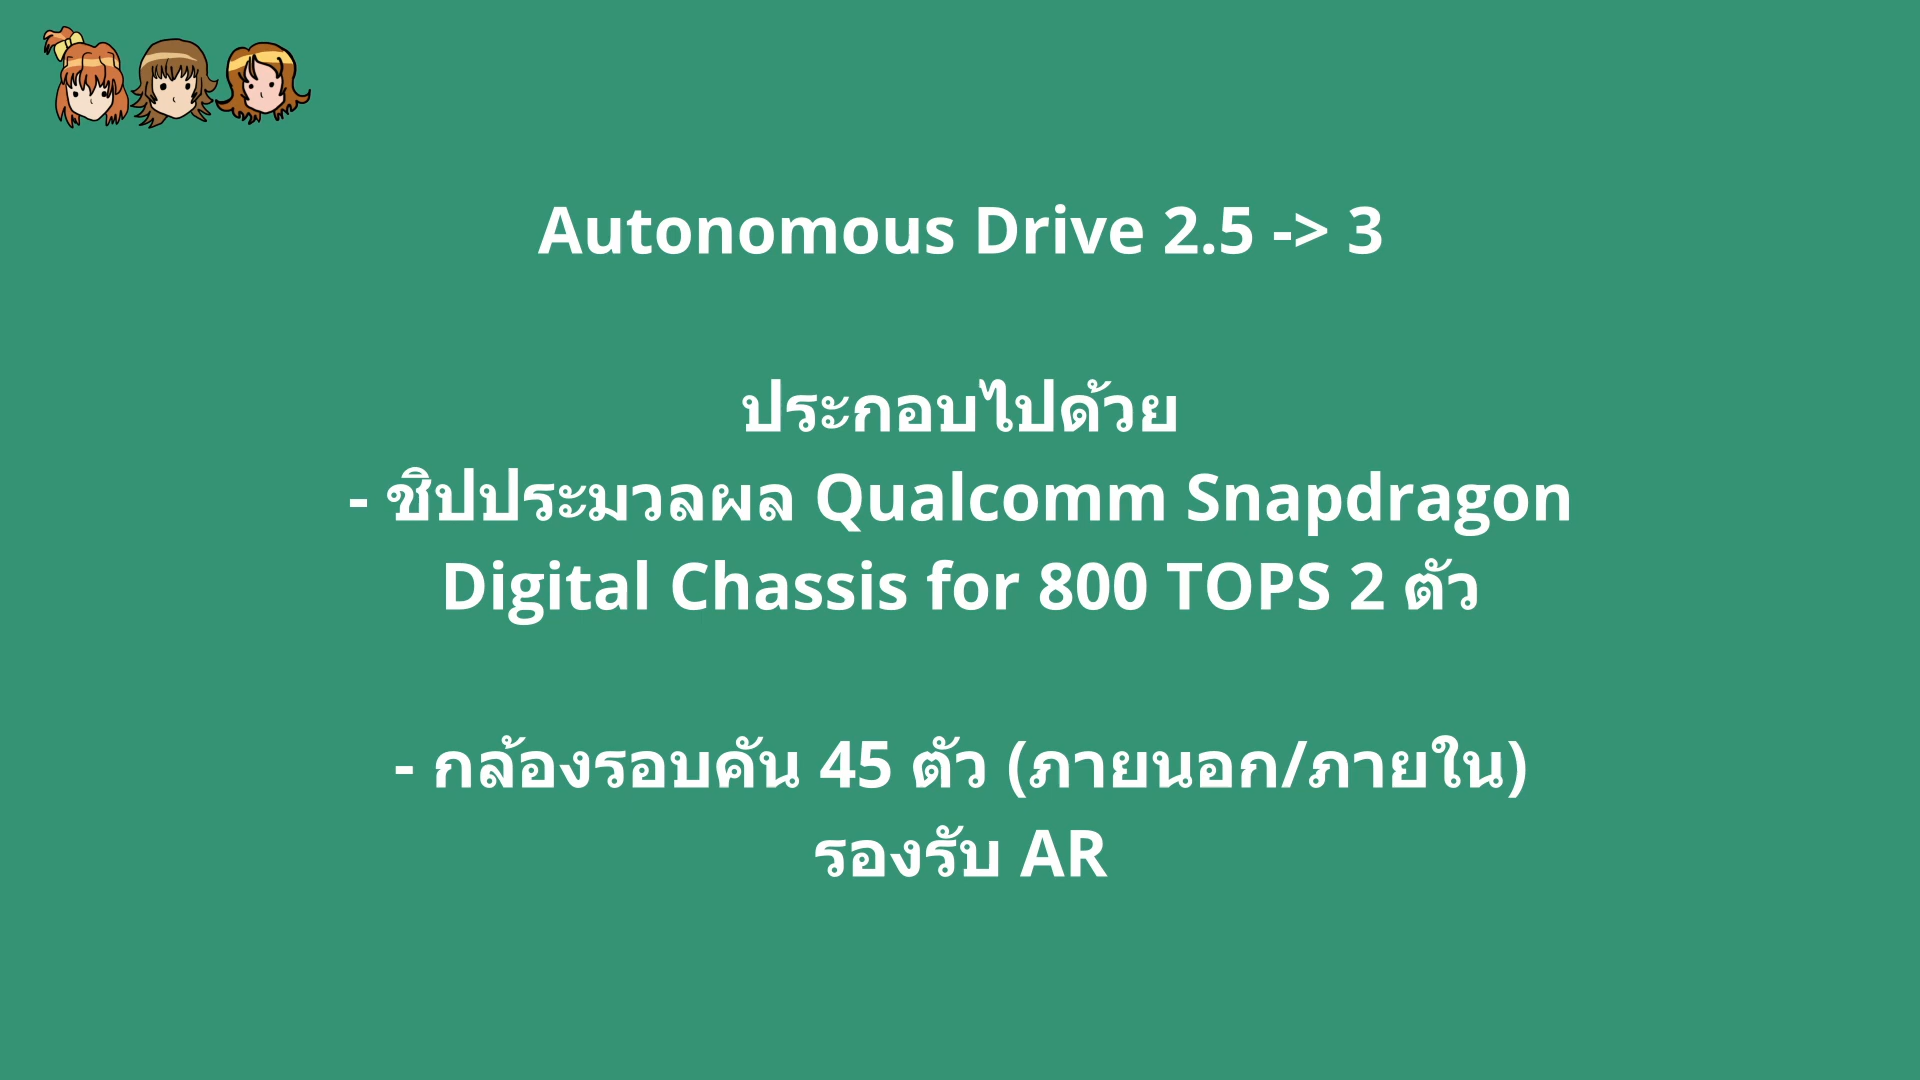 Autonomous Drive 2.5 -> 3
ประกอบไปด้วย
- ชิปประมวลผล Qualcomm Snapdragon
Digital Chassis for 800 TOPS 2 ตัว
- กล้องรอบคัน 45 ตัว (ภายนอก/ภายใน)
รองรับ AR